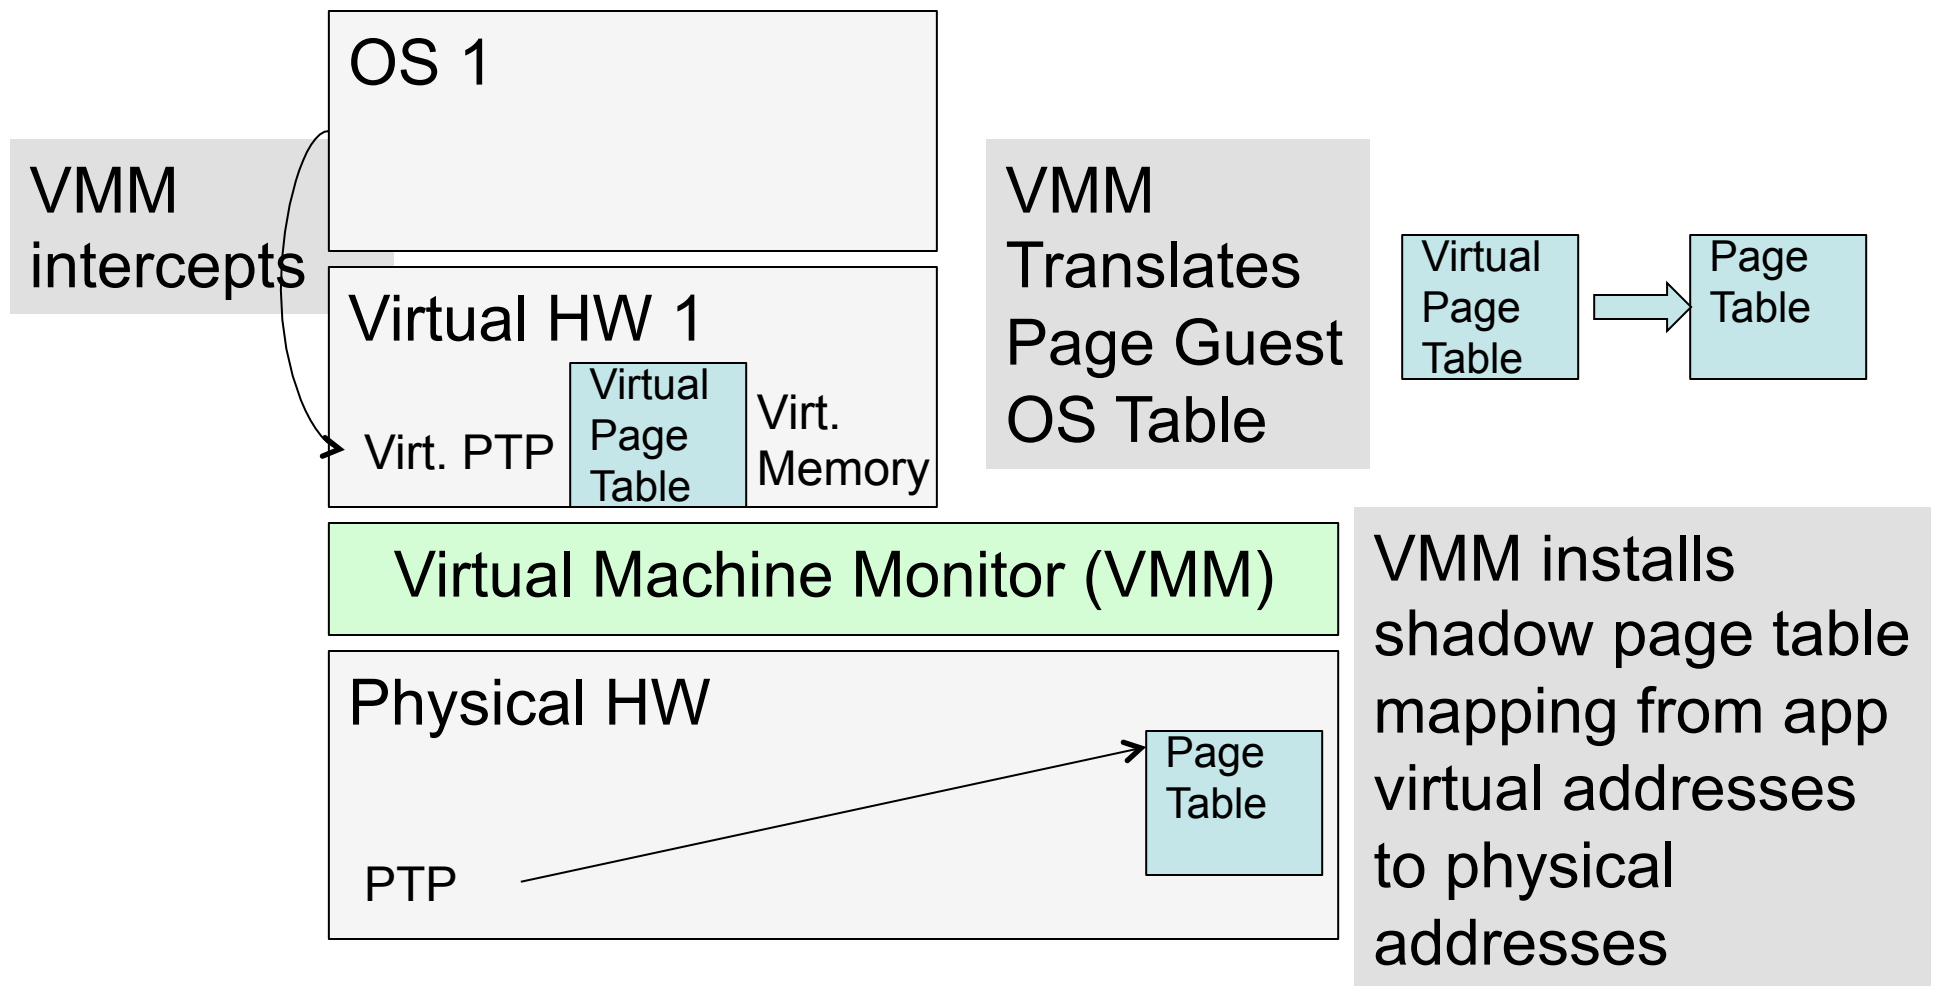 OS 1
VMM
intercepts
Virtual HW 1
Virt. PTP
Virtual
Page
Table
Virt.
Memory
VMM
Translates
Page Guest
OS Table
Virtual
Page
Table
Page
Table
Virtual Machine Monitor (VMM)
Physical HW
PTP
Page
Table
VMM installs
shadow page table
mapping from app
virtual addresses
to physical
addresses